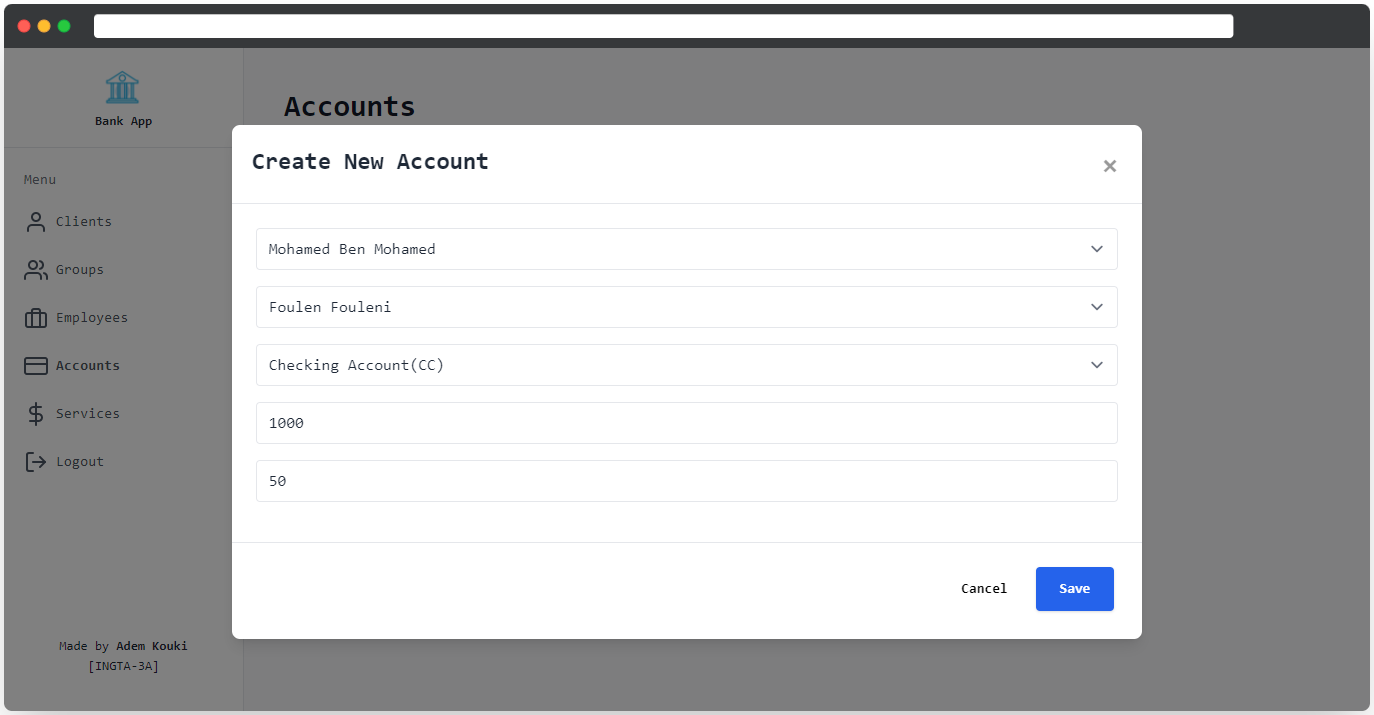 Bank App
Menu
Clients
Groups
Employees
Accounts
Services
Logout
Made by Adem Kouki
[INGTA-3A]
Accounts
Create New Account
×
Mohamed Ben Mohamed
Foulen Fouleni
Checking Account(CC)
1000
50
Cancel
Save